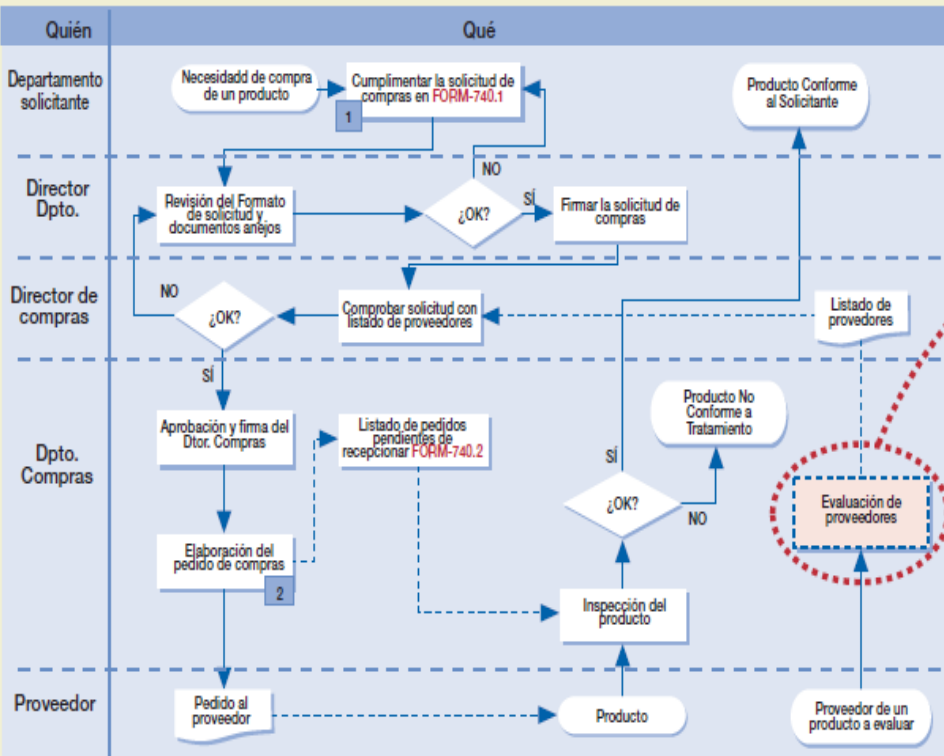 Quién
Qué
Departamento
solicitante
Necesidadd de compra
de un producto
Cumplimentar la solicitud de
compras en FORM-740.1
1
Producto Conforme
al Solicitante
Director
Dpto.
Revisión del Formato
de solicitud y
documentos anejos
¿OK?
NO
SÍ
Firmar la solicitud de
compras
Director de
compras
NO
¿OK?
Comprobar solicitud con
listado de proveedores
Listado de
provedores
SÍ
Dpto.
Compras
Aprobación y firma del
Dtor. Compras
Listado de pedidos
pendientes de
recepcionar FORM-740.2
Producto No
Conforme a
Tratamiento
SÍ
¿OK?
NO
Evaluación de
proveedores
Elaboración del
pedido de compras
2
Inspección del
producto
Proveedor
Pedido al
proveedor
Producto
Proveedor de un
producto a evaluar